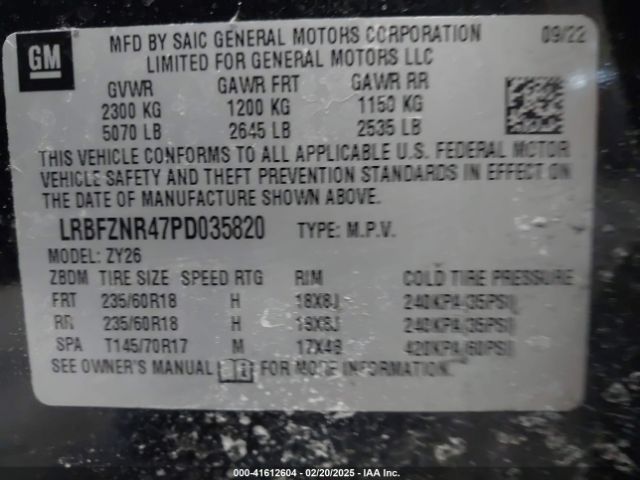 GM
MFD BY SAIC GENERAL MOTORS CORPORATION 09/22
LIMITED FOR GENERAL MOTORS LLC
GVWR GAWR FRT GAWR RR
2300 KG 1200 KG 1150 KG
5070 LB 2645 LB 2535 LB
THIS VEHICLE CONFORMS TO ALL APPLICABLE U.S. FEDERAL MOTOR
VEHICLE SAFETY AND THEFT PREVENTION STANDARDS IN EFFECT ON
THE DATE OF MANUFACTURE SHOWN ABOVE.
LRBFZNR47PD035820 TYPE: M.P.V.
MODEL: ZY26
ZBDM TIRE SIZE SPEED RTG RIM COLD TIRE PRESSURE
FRT 235/60R18 H 18X8J 240KPA(35PSI)
RR 235/60R18 H 18X8J 240KPA(35PSI)
SPA T145/70R17 M 17X4B 420KPA(60PSI)
SEE OWNER'S MANUAL FOR MORE INFORMATION.
000-41612604 - 02/20/2025 - IAA Inc.